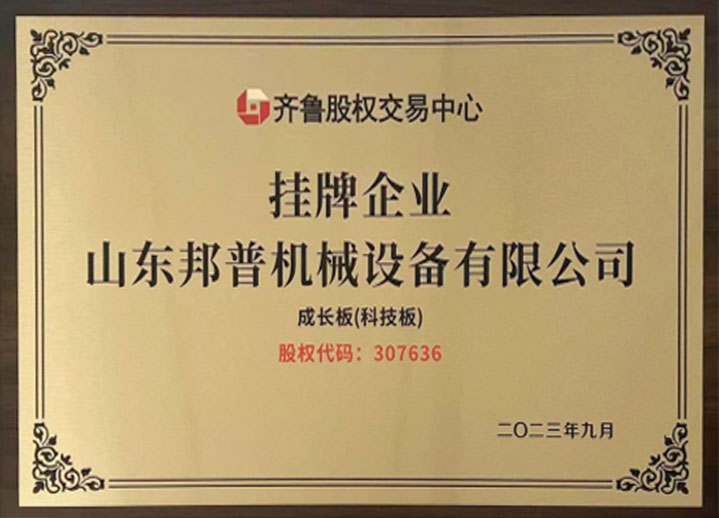 齐鲁股权交易中心
挂牌企业
山东邦普机械设备有限公司
成长板(科技板)
股权代码：307636
二〇二三年九月